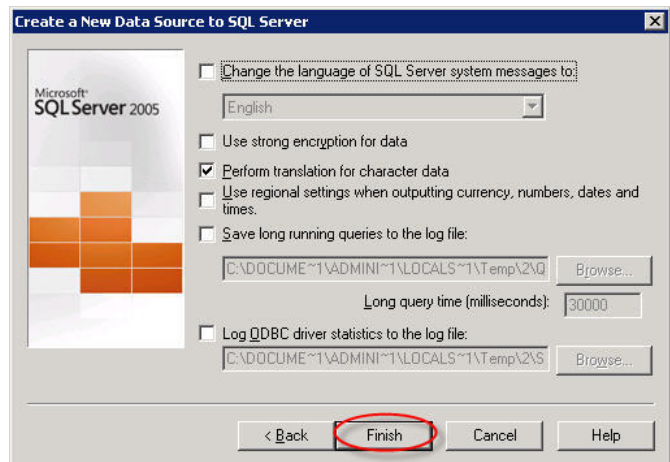 Create a New Data Source to SQL Server
Microsoft
SQL Server 2005
Change the language of SQL Server system messages to:
English
Use strong encryption for data
Perform translation for character data
Use regional settings when outputting currency, numbers, dates and
times.
Save long running queries to the log file:
C:\DOCUME~1\ADMINI~1\LOCALS~1\Temp\2\Q
Browse...
Long query time (milliseconds):
30000
Log ODBC driver statistics to the log file:
C:\DOCUME~1\ADMINI~1\LOCALS~1\Temp\2\S
Browse...
< Back
Finish
Cancel
Help